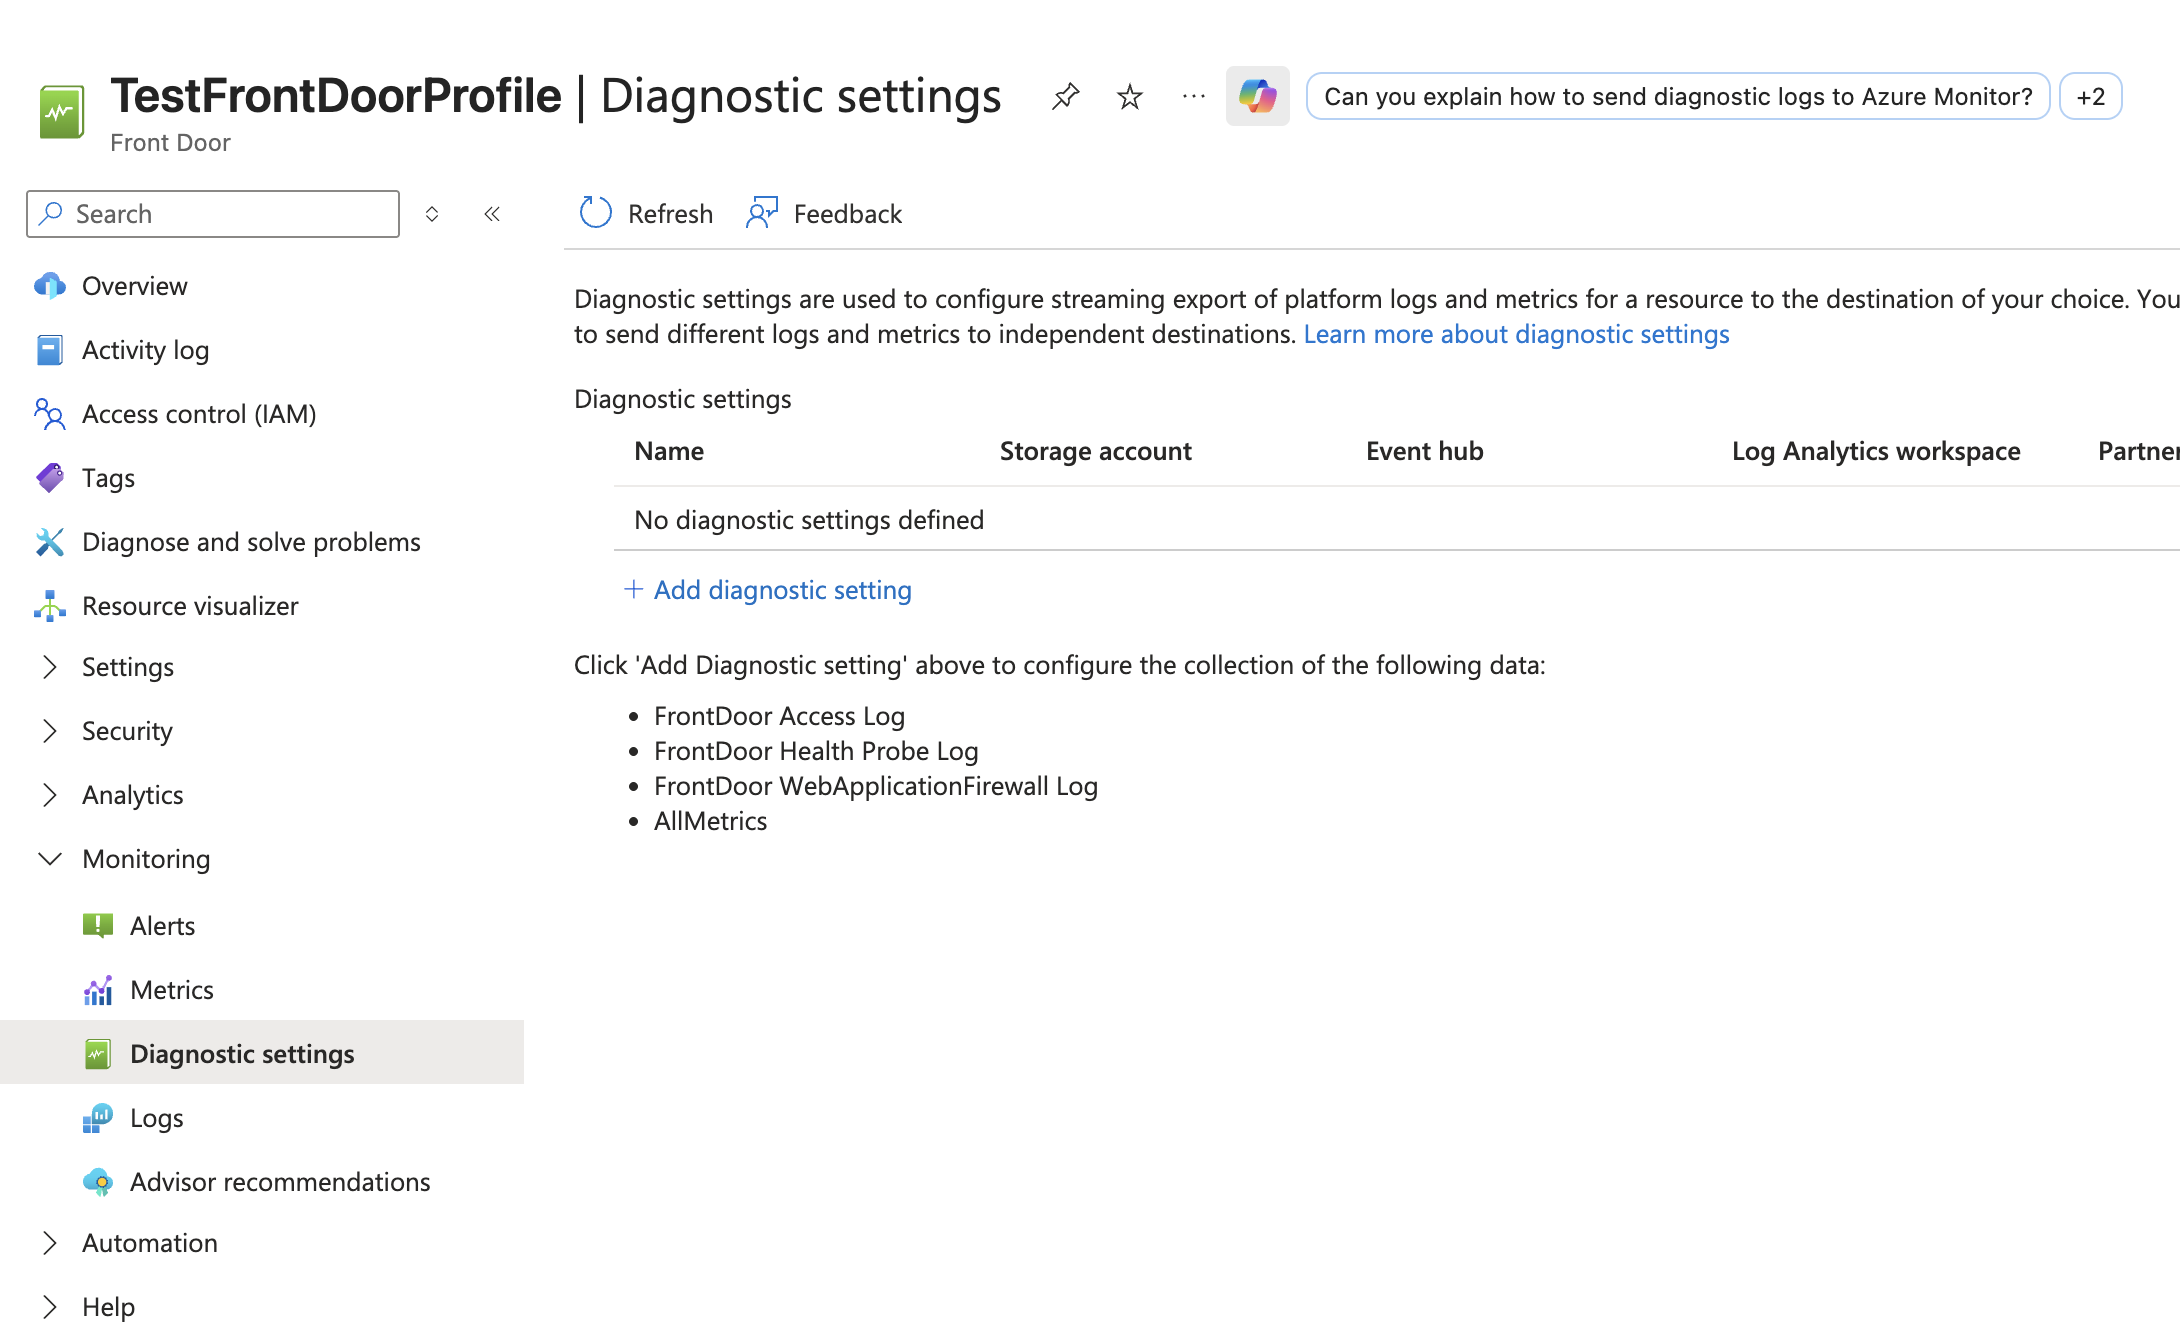 TestFrontDoorProfile | Diagnostic settings
Can you explain how to send diagnostic logs to Azure Monitor?
+2
Front Door
Search
Refresh
Feedback
Overview
Activity log
Access control (IAM)
Tags
Diagnose and solve problems
Resource visualizer
Settings
Security
Analytics
Monitoring
Alerts
Metrics
Diagnostic settings
Logs
Advisor recommendations
Automation
Help
Diagnostic settings are used to configure streaming export of platform logs and metrics for a resource to the destination of your choice. You
to send different logs and metrics to independent destinations. Learn more about diagnostic settings
Diagnostic settings
Name Storage account Event hub Log Analytics workspace Partner
No diagnostic settings defined
+ Add diagnostic setting
Click 'Add Diagnostic setting' above to configure the collection of the following data:
• FrontDoor Access Log
• FrontDoor Health Probe Log
• FrontDoor WebApplicationFirewall Log
• AllMetrics